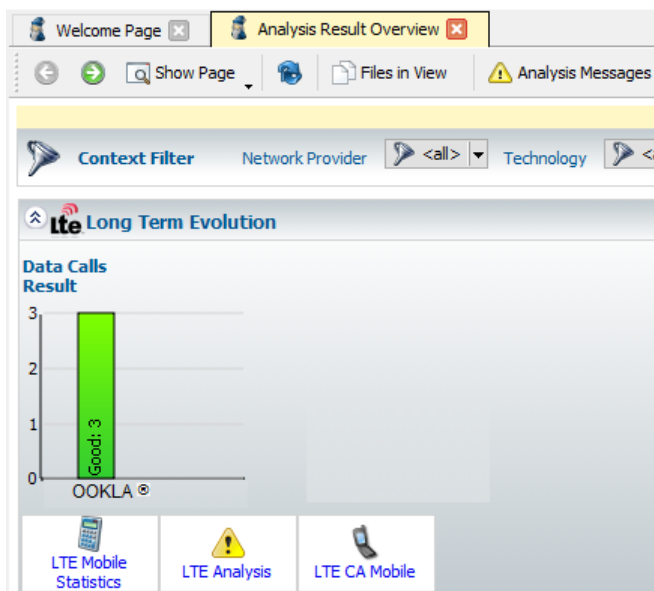 Welcome Page
Analysis Result Overview
Show Page
Files in View
Analysis Messages
Context Filter
Network Provider
<all>
Technology
lte Long Term Evolution
Data Calls
Result
3
2
1
0
Good: 3
OOKLA ®
LTE Mobile
Statistics
LTE Analysis
LTE CA Mobile